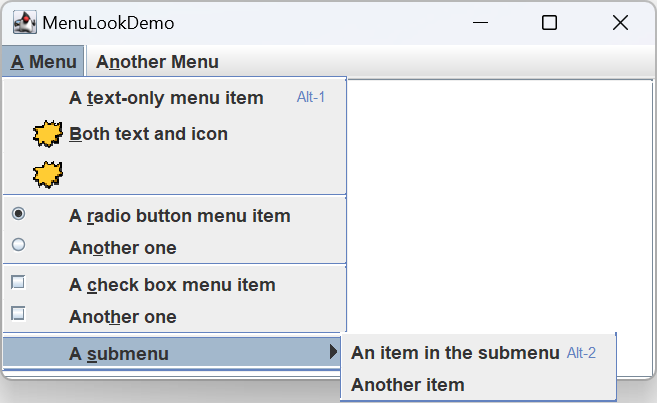 MenuLookDemo
A Menu Another Menu
A text-only menu item Alt-1
Both text and icon
A radio button menu item
Another one
A check box menu item
Another one
A submenu
An item in the submenu Alt-2
Another item